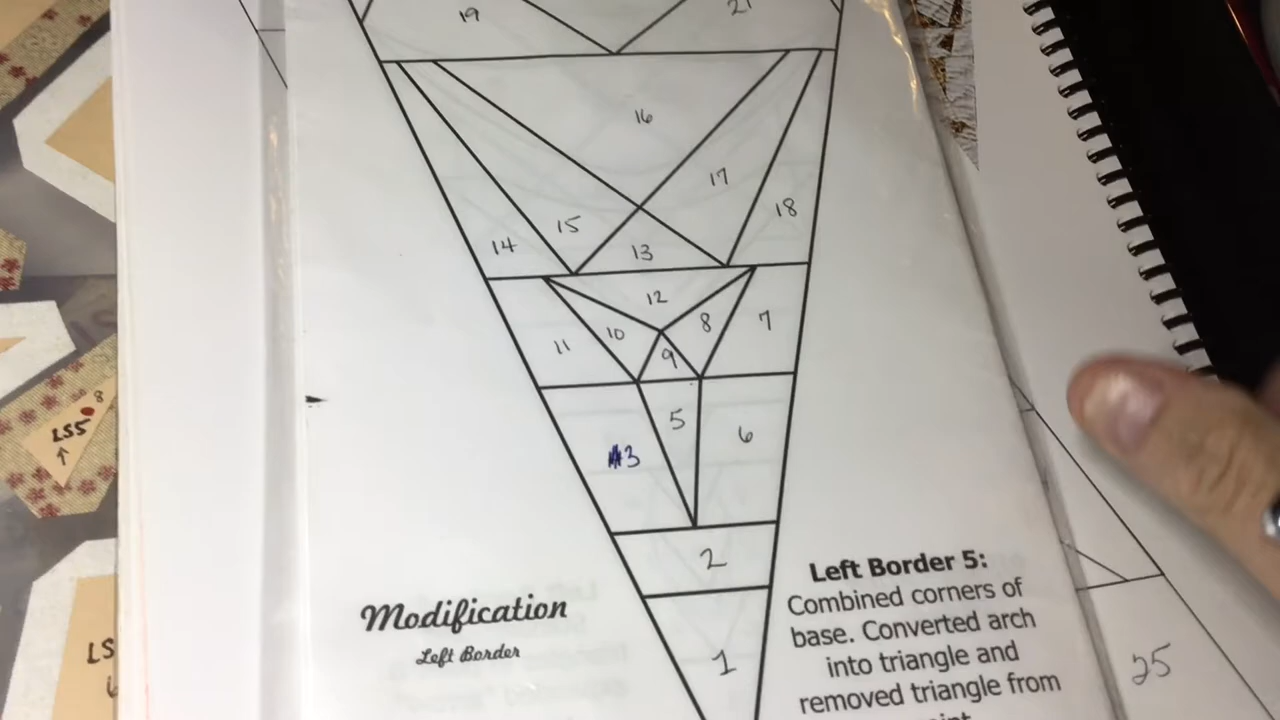 19
21
16
17
18
15
14
13
12
10
8
7
11
9
5
6
3
LS5
8
2
1
Modification
Left Border
Left Border 5:
Combined corners of
base. Converted arch
into triangle and
removed triangle from
25
LS